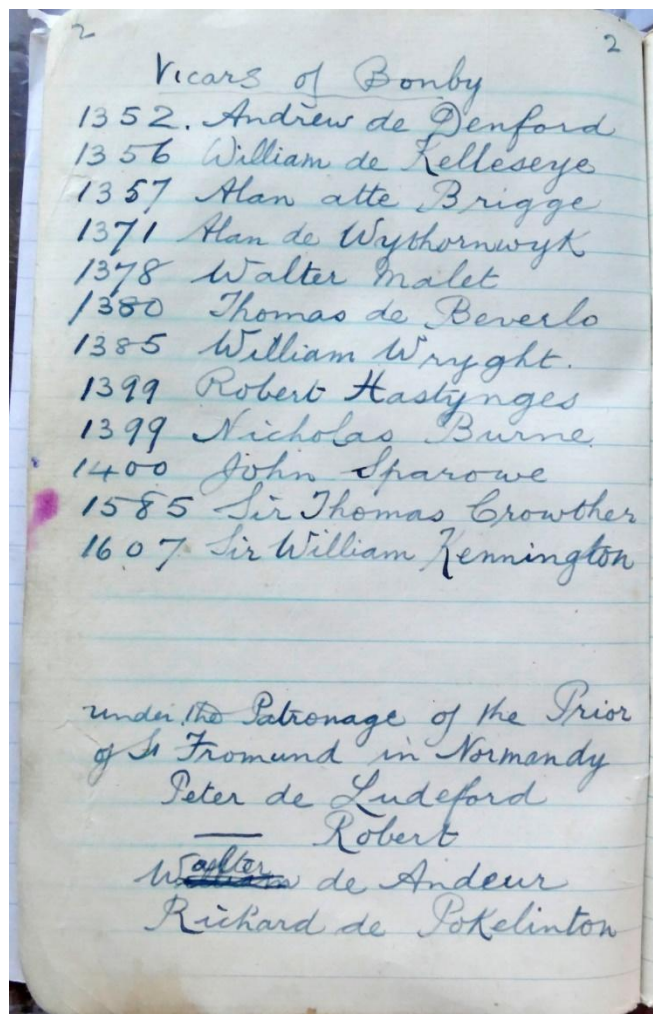 2 2
Vicars of Bonby
1352. Andrew de Denford
1356 William de Kelleseye
1357 Alan atte Brigge
1371 Alan de Wythornwyk
1378 Walter Malet
1380 Thomas de Beverlo
1385 William Wryght.
1399 Robert Hastynges
1399 Nicholas Burne
1400 John Sparowe
1585 Sir Thomas Crowther
1607 Sir William Kennington
under the Patronage of the Prior
of St Fromund in Normandy
Peter de Ludeford
— Robert
Walter de Andeur
Richard de Pokelinton